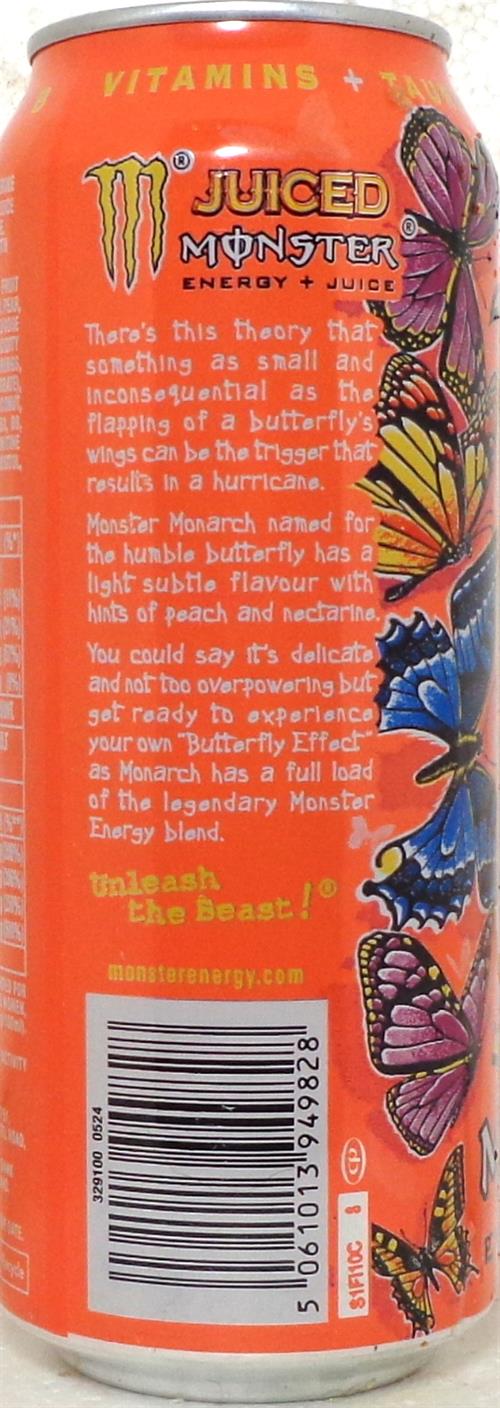 B VITAMINS + TAU
JUICED
MONSTER
ENERGY + JUICE
There's this theory that
something as small and
inconsequential as the
flapping of a butterfly's
wings can be the trigger that
results in a hurricane.
Monster Monarch named for
the humble butterfly has a
light subtle flavour with
hints of peach and nectarine.
You could say it's delicate
and not too overpowering but
get ready to experience
your own "Butterfly Effect"
as Monarch has a full load
of the legendary Monster
Energy blend.
Unleash
the Beast!®
monsterenergy.com
329100 0524
5 061013 949828
S1F110C 8